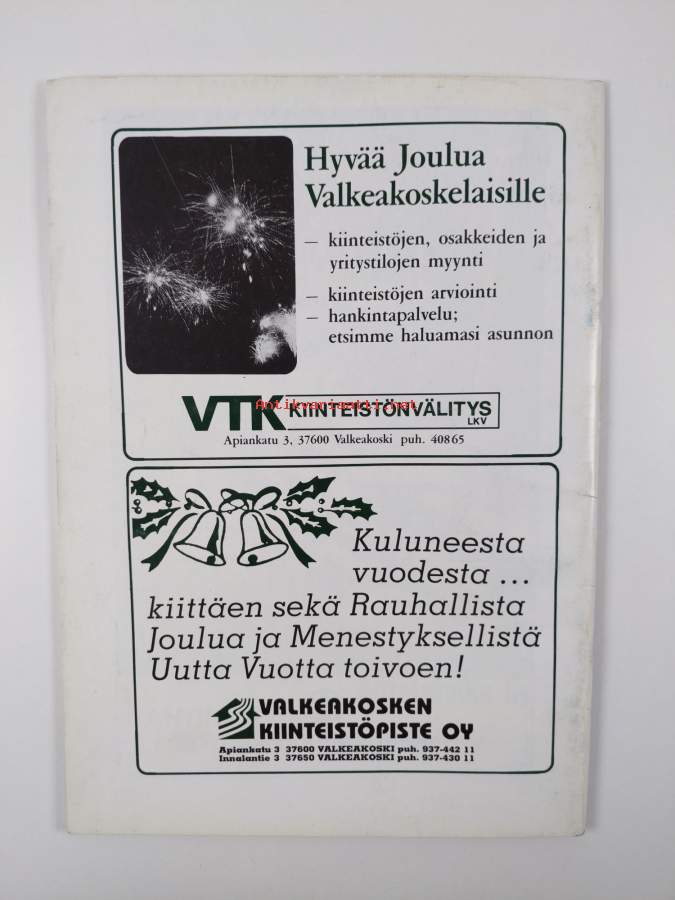 Hyvää Joulua
Valkeakoskelaisille
– kiinteistöjen, osakkeiden ja
yritystilojen myynti
– kiinteistöjen arviointi
– hankintapalvelu;
etsimme haluamasi asunnon
Antikvariaatti.net
VTK KIINTEISTÖNVÄLITYS
LKV
Apiankatu 3, 37600 Valkeakoski puh. 40865
Kuluneesta
vuodesta ...
kiittäen sekä Rauhallista
Joulua ja Menestyksellistä
Uutta Vuotta toivoen!
VALKEAKOSKEN
KIINTEISTÖPISTE OY
Apiankatu 3 37600 VALKEAKOSKI puh. 937-442 11
Innalantie 3 37650 VALKEAKOSKI puh. 937-430 11